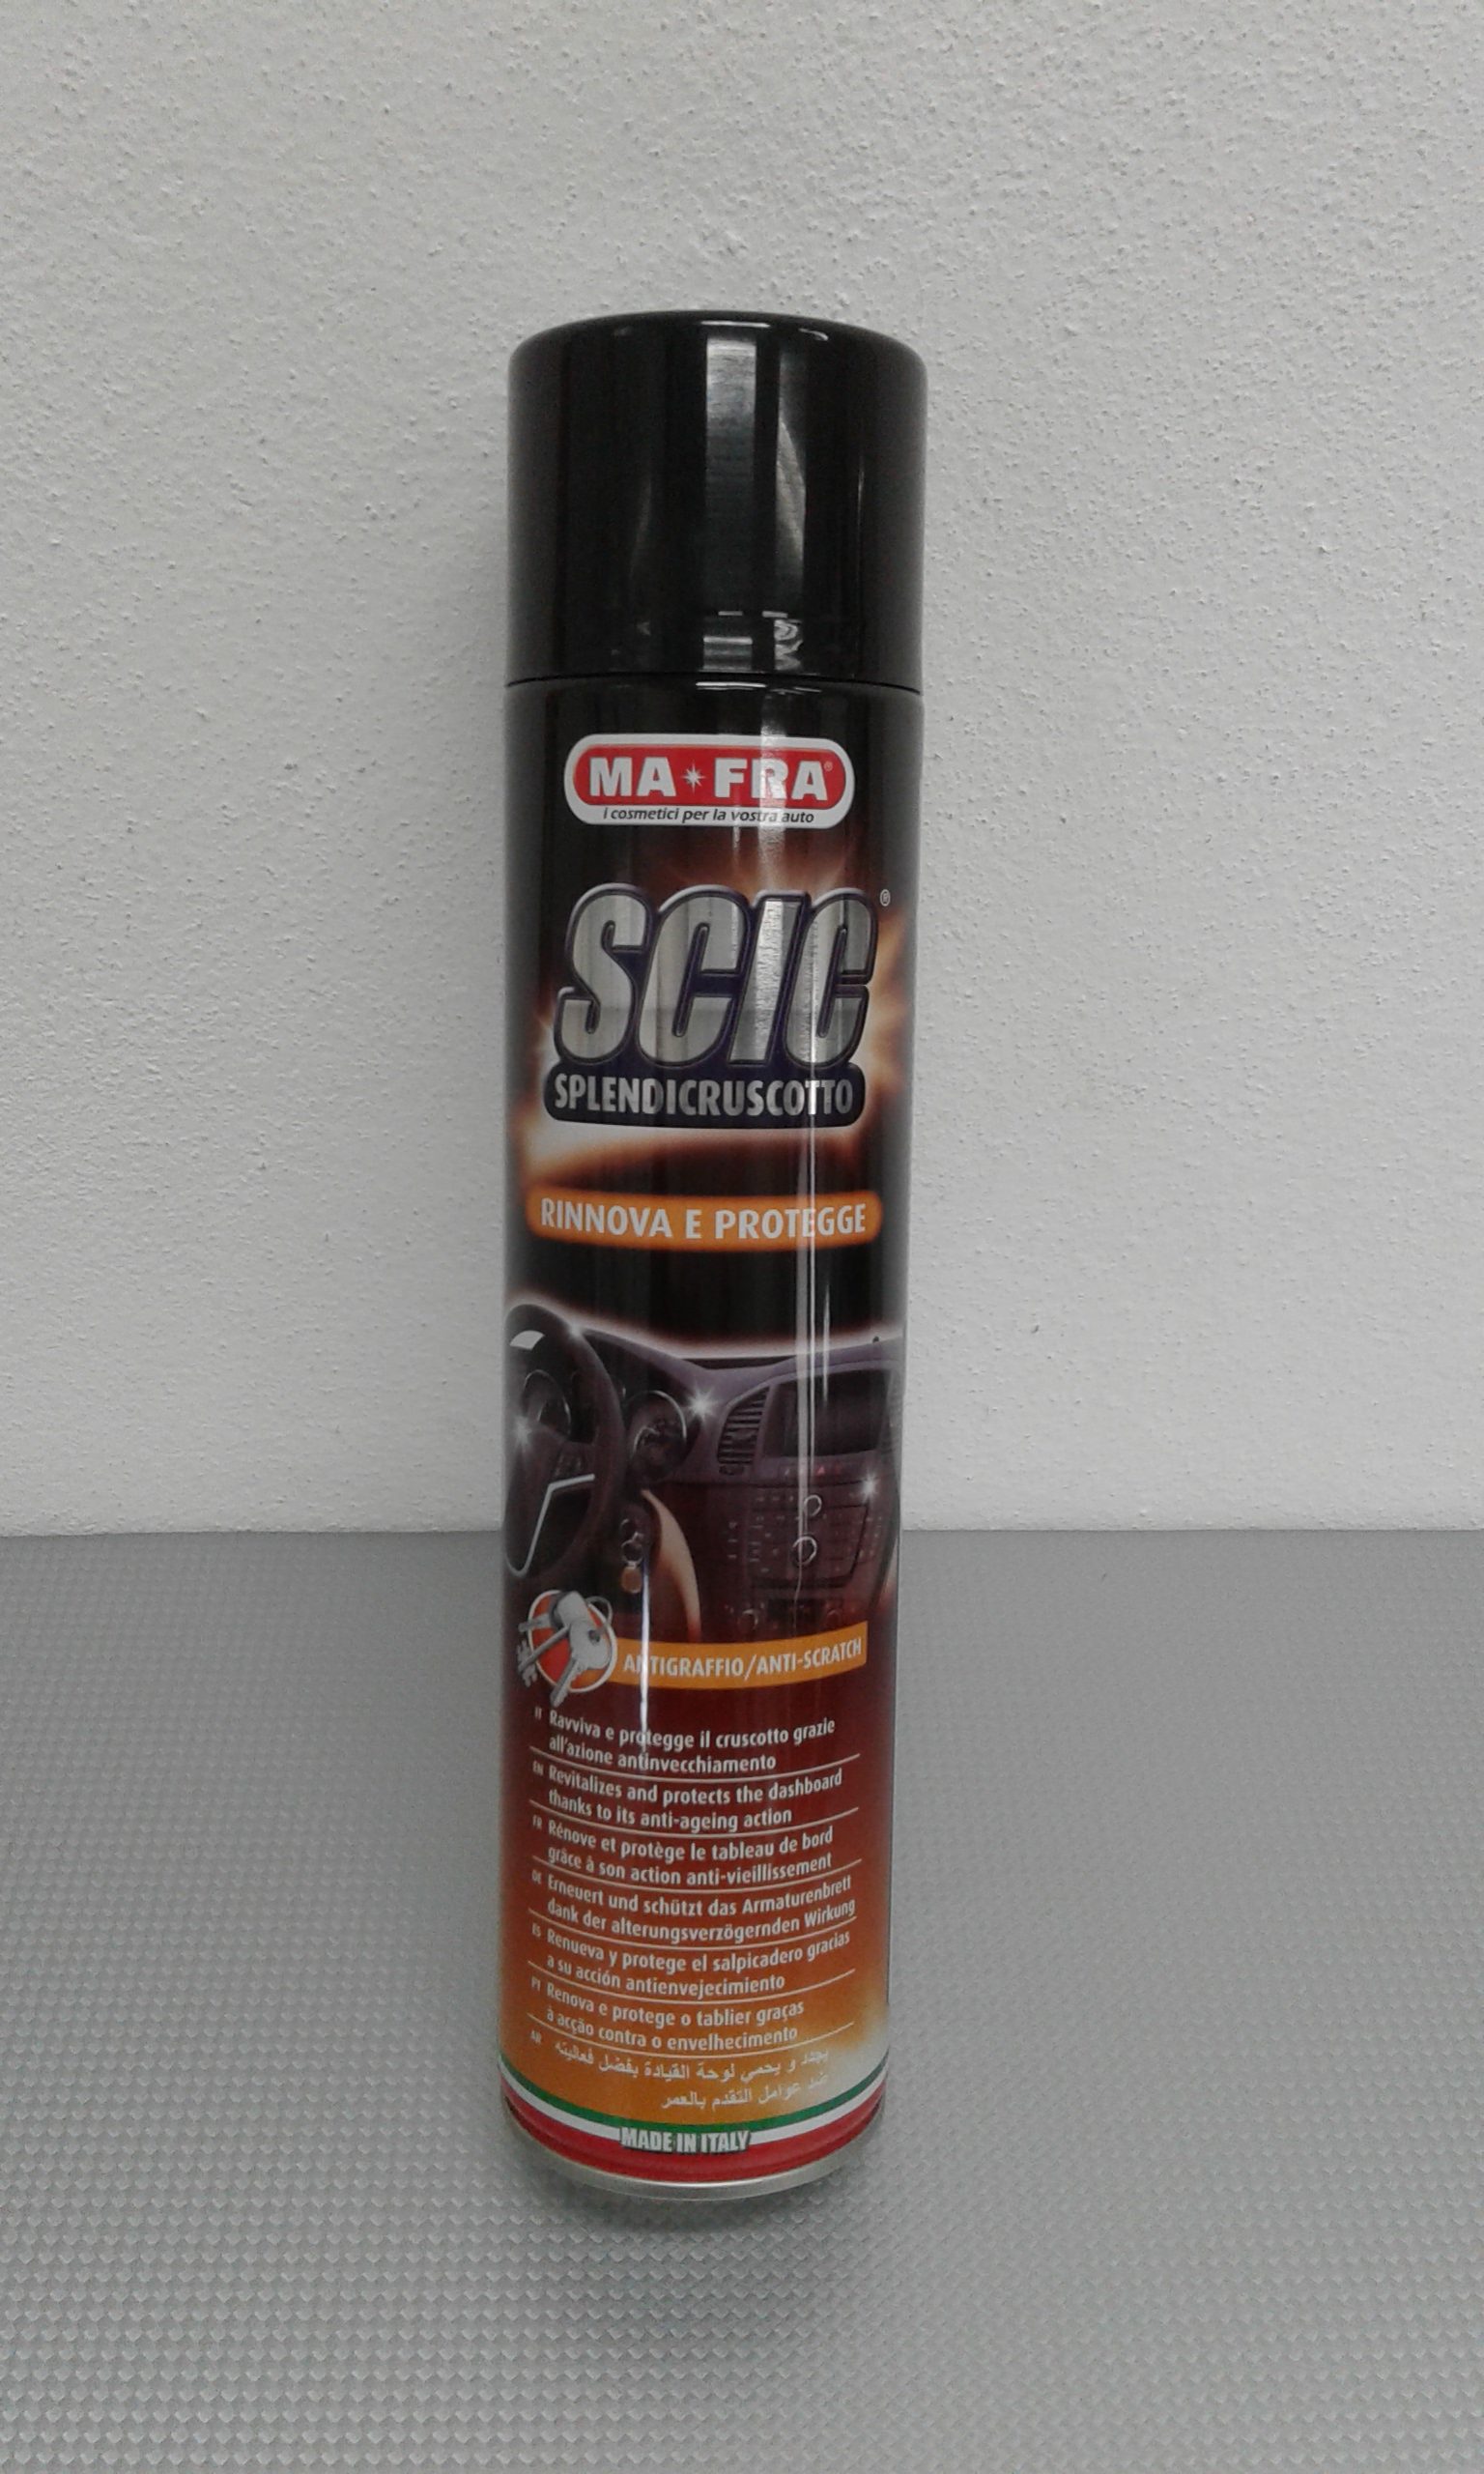 MA FRA®
i cosmetici per la vostra auto
SCIC®
SPLENDICRUSCOTTO
RINNOVA E PROTEGGE
ANTIGRAFFIO/ANTI-SCRATCH
IT Ravviva e protegge il cruscotto grazie
all'azione antinvecchiamento
EN Revitalizes and protects the dashboard
thanks to its anti-ageing action
FR Rénove et protège le tableau de bord
grâce à son action anti-vieillissement
DE Erneuert und schützt das Armaturenbrett
dank der alterungsverzögernden Wirkung
ES Renueva y protege el salpicadero gracias
a su acción antienvejecimiento
PT Renova e protege o tablier graças
à acção contra o envelhecimento
AR يجدد و يحمي لوحة القيادة بفضل فعاليته
ضد عوامل التقدم بالعمر
MADE IN ITALY